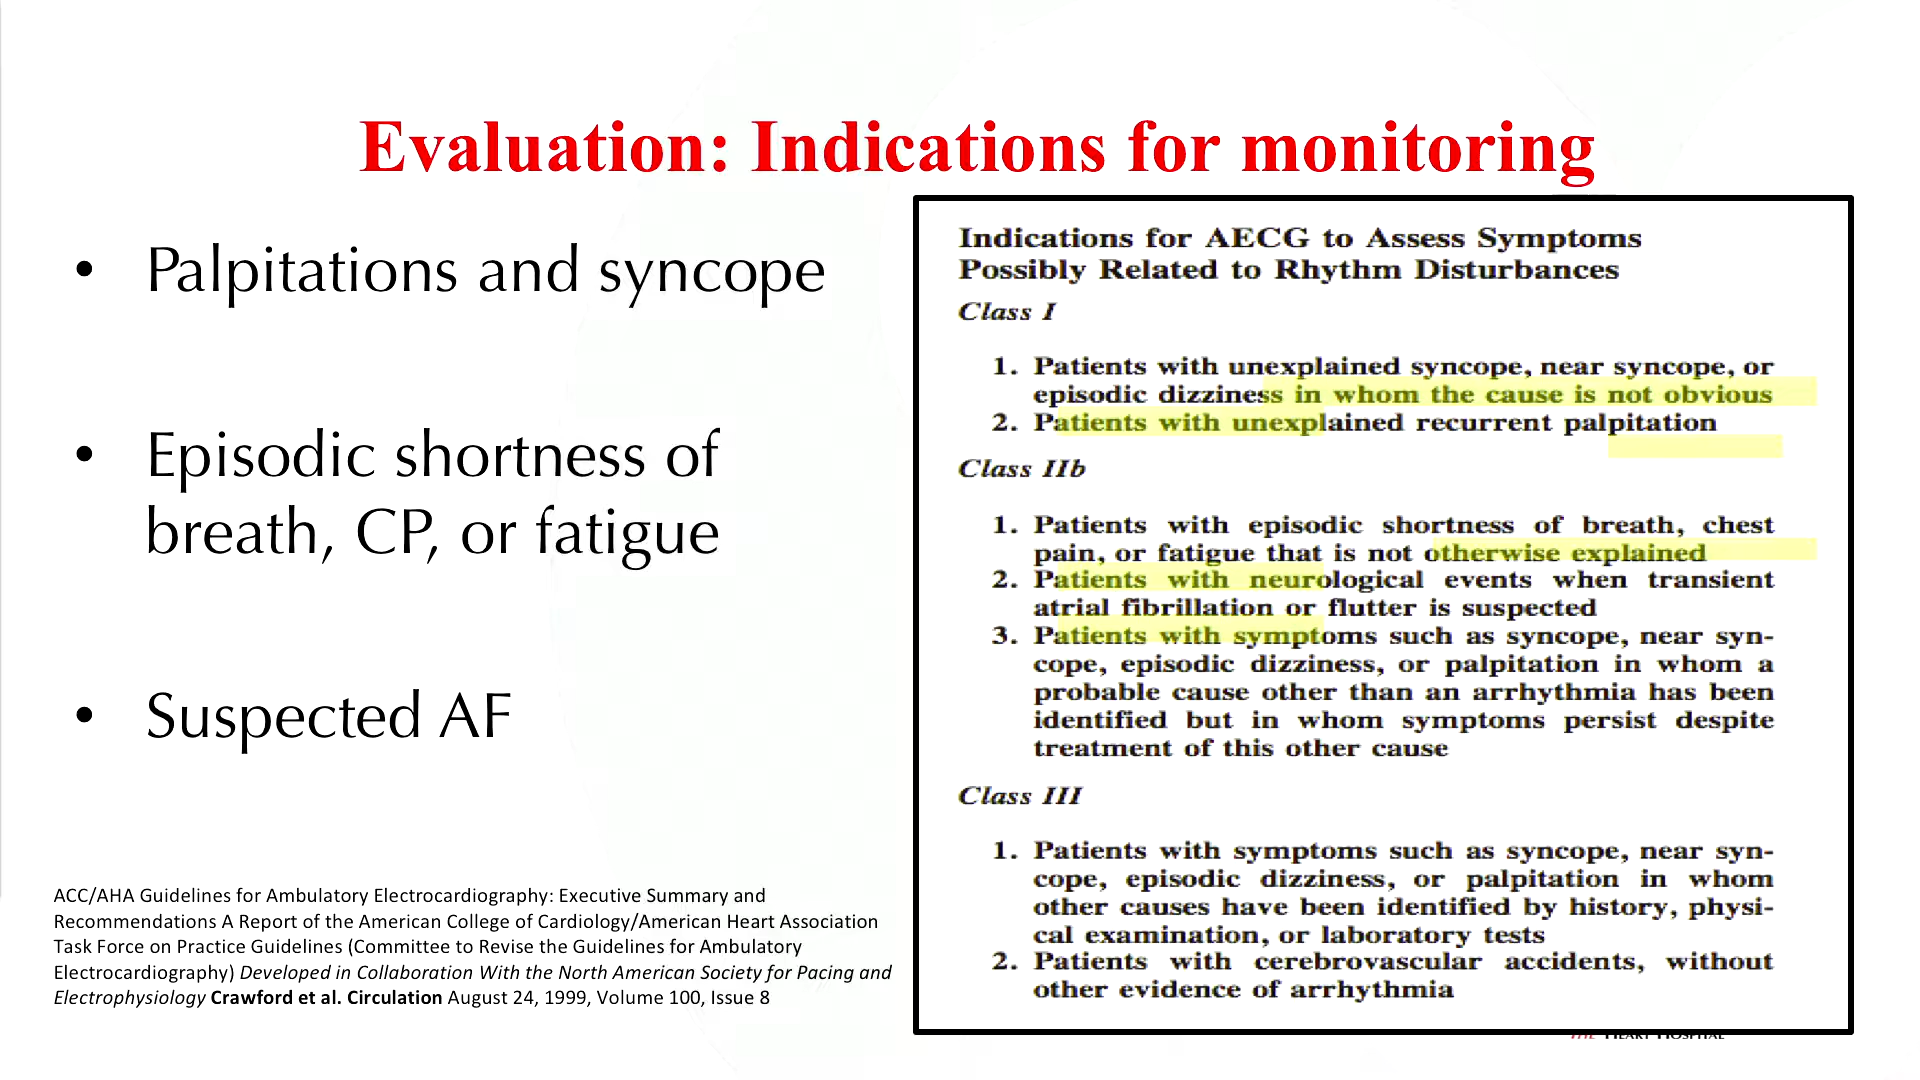 Evaluation: Indications for monitoring
• Palpitations and syncope
• Episodic shortness of
breath, CP, or fatigue
• Suspected AF
ACC/AHA Guidelines for Ambulatory Electrocardiography: Executive Summary and
Recommendations A Report of the American College of Cardiology/American Heart Association
Task Force on Practice Guidelines (Committee to Revise the Guidelines for Ambulatory
Electrocardiography) Developed in Collaboration With the North American Society for Pacing and
Electrophysiology Crawford et al. Circulation August 24, 1999, Volume 100, Issue 8
Indications for AECG to Assess Symptoms
Possibly Related to Rhythm Disturbances
Class I
1. Patients with unexplained syncope, near syncope, or
episodic dizziness in whom the cause is not obvious
2. Patients with unexplained recurrent palpitation
Class IIb
1. Patients with episodic shortness of breath, chest
pain, or fatigue that is not otherwise explained
2. Patients with neurological events when transient
atrial fibrillation or flutter is suspected
3. Patients with symptoms such as syncope, near syn-
cope, episodic dizziness, or palpitation in whom a
probable cause other than an arrhythmia has been
identified but in whom symptoms persist despite
treatment of this other cause
Class III
1. Patients with symptoms such as syncope, near syn-
cope, episodic dizziness, or palpitation in whom
other causes have been identified by history, physi-
cal examination, or laboratory tests
2. Patients with cerebrovascular accidents, without
other evidence of arrhythmia
THE HEART HOSPITAL